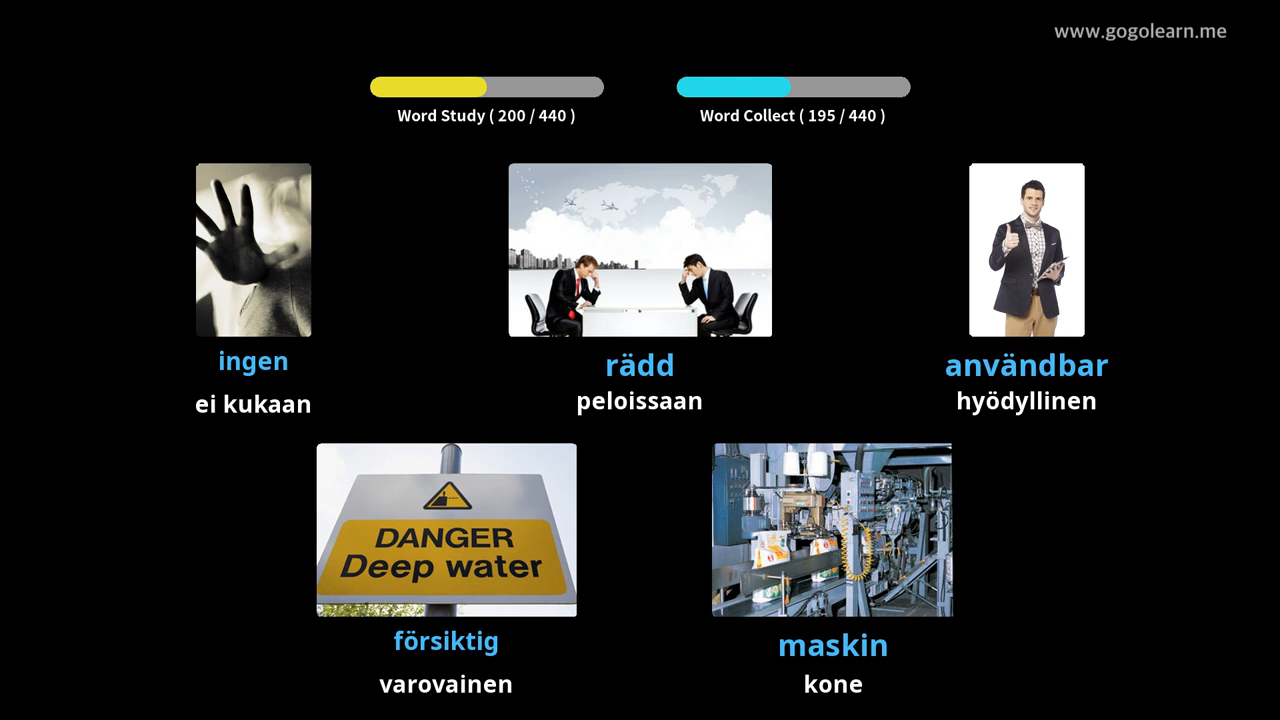 www.gogolearn.me
Word Study ( 200 / 440 )
Word Collect ( 195 / 440 )
ingen
ei kukaan
rädd
peloissaan
användbar
hyödyllinen
DANGER
Deep water
försiktig
varovainen
maskin
kone